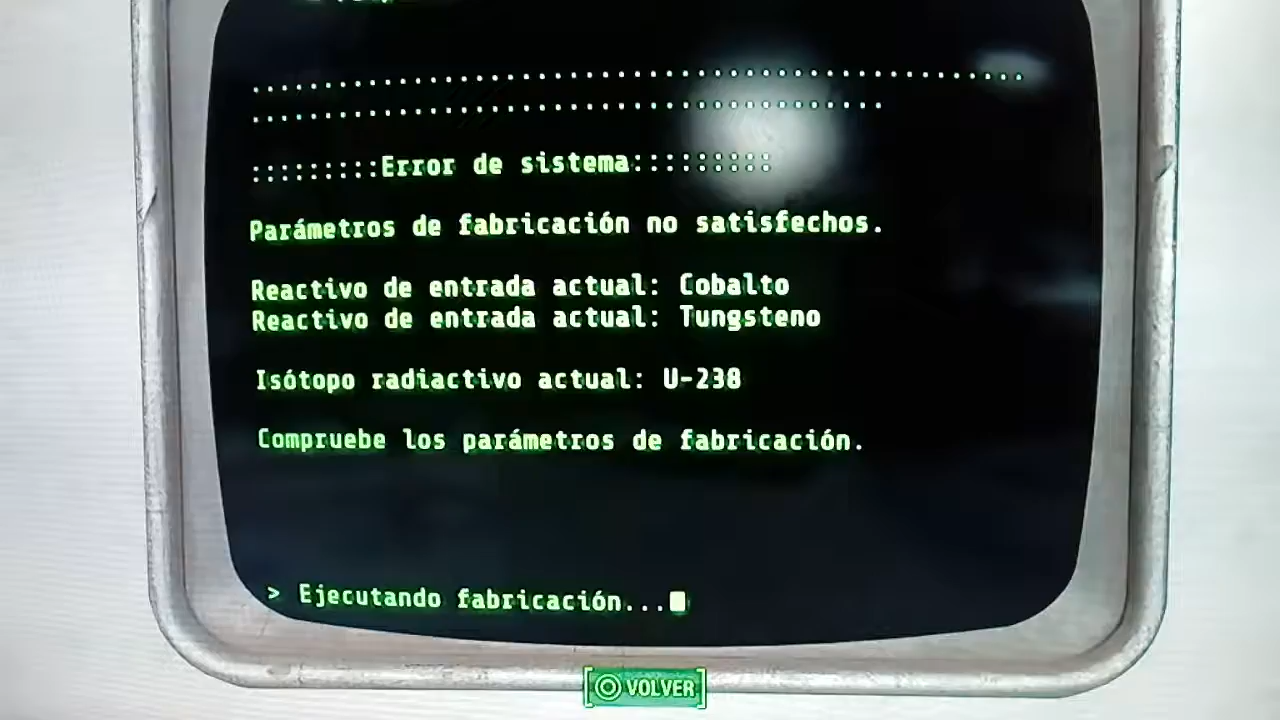 ......................................................
............................................
:::::::::Error de sistema:::::::::
Parámetros de fabricación no satisfechos.
Reactivo de entrada actual: Cobalto
Reactivo de entrada actual: Tungsteno
Isótopo radiactivo actual: U-238
Compruebe los parámetros de fabricación.
> Ejecutando fabricación...
VOLVER